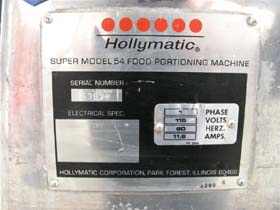 Hollymatic®
SUPER MODEL 54 FOOD PORTIONING MACHINE
SERIAL NUMBER
ELECTRICAL SPEC.
1 PHASE
115 VOLTS.
60 HERZ.
11.6 AMPS.
HOLLYMATIC CORPORATION, PARK FOREST, ILLINOIS 60466